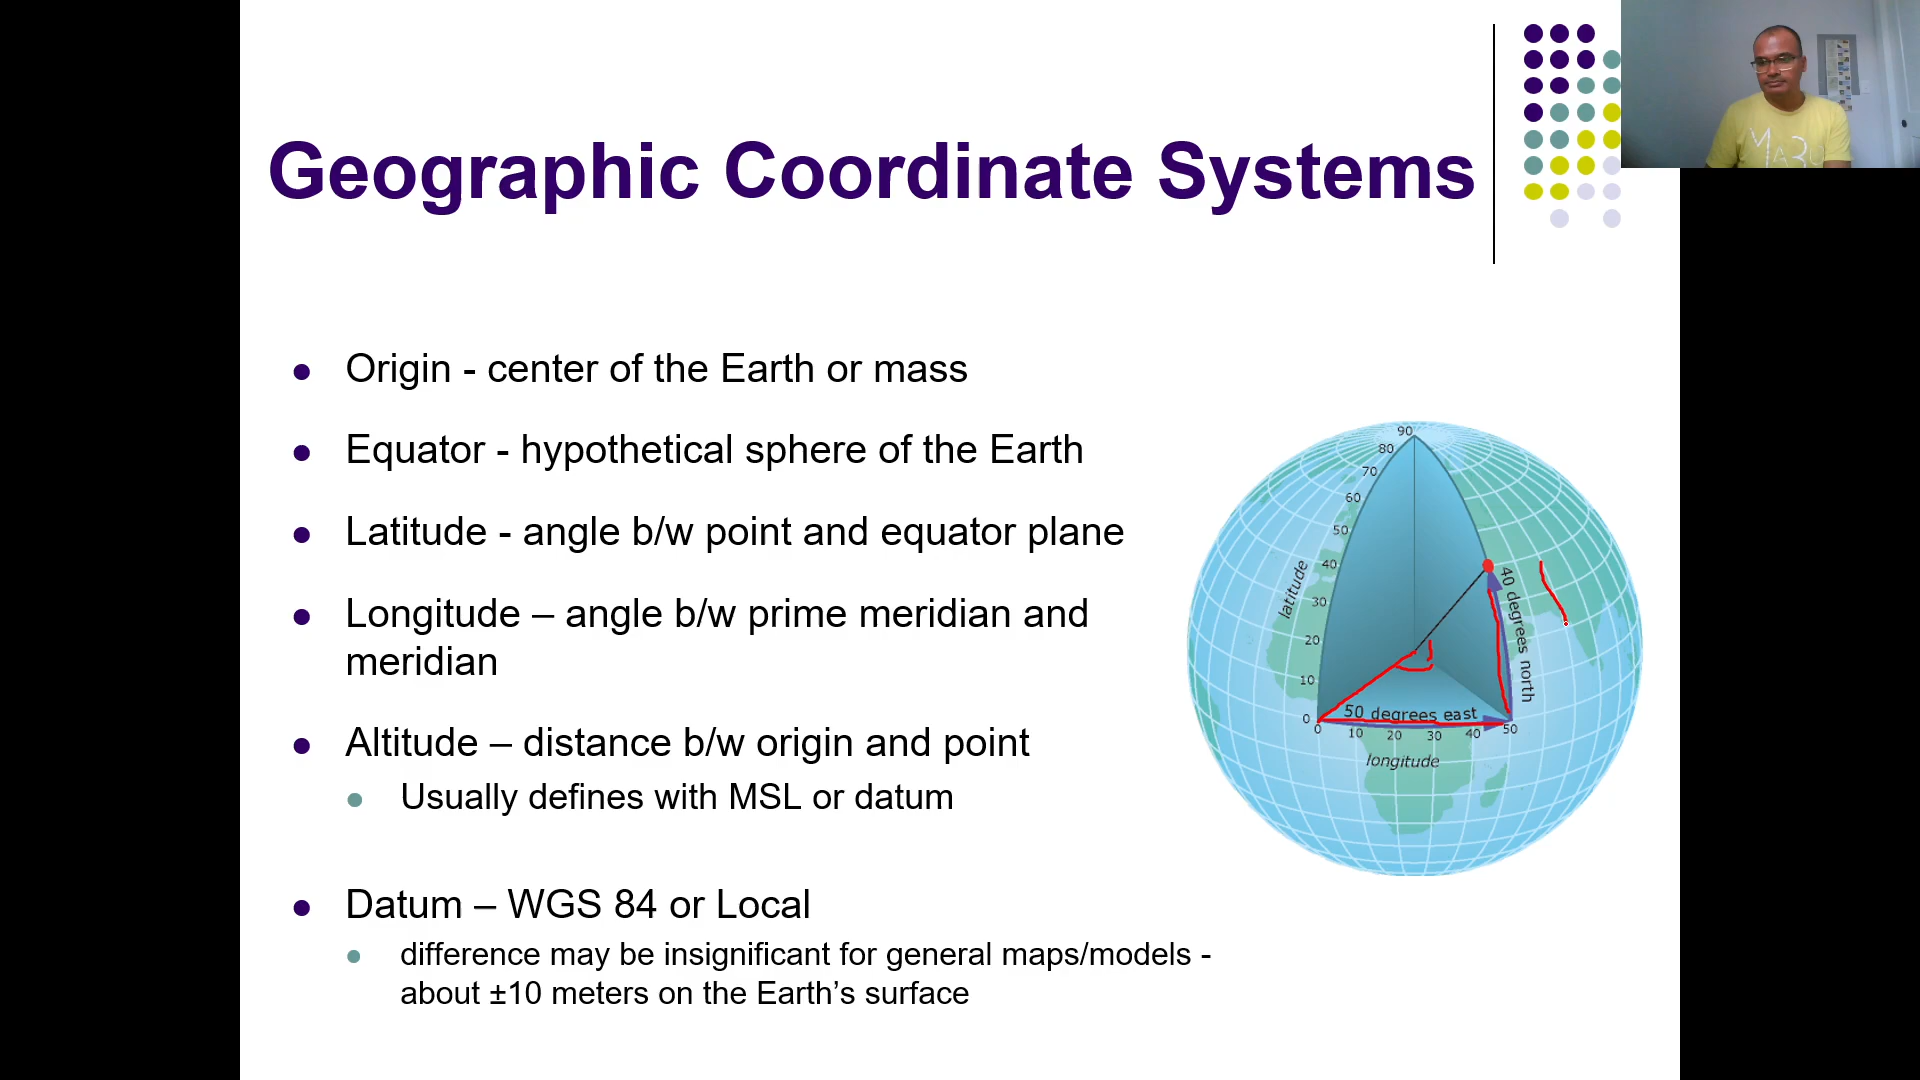 Geographic Coordinate Systems
Origin - center of the Earth or mass
Equator - hypothetical sphere of the Earth
Latitude - angle b/w point and equator plane
Longitude – angle b/w prime meridian and
meridian
Altitude – distance b/w origin and point
Usually defines with MSL or datum
Datum – WGS 84 or Local
difference may be insignificant for general maps/models -
about ±10 meters on the Earth’s surface
90
80
70
60
50
40
30
20
10
0
latitude
40 degrees north
50 degrees east
0 10 20 30 40 50
longitude